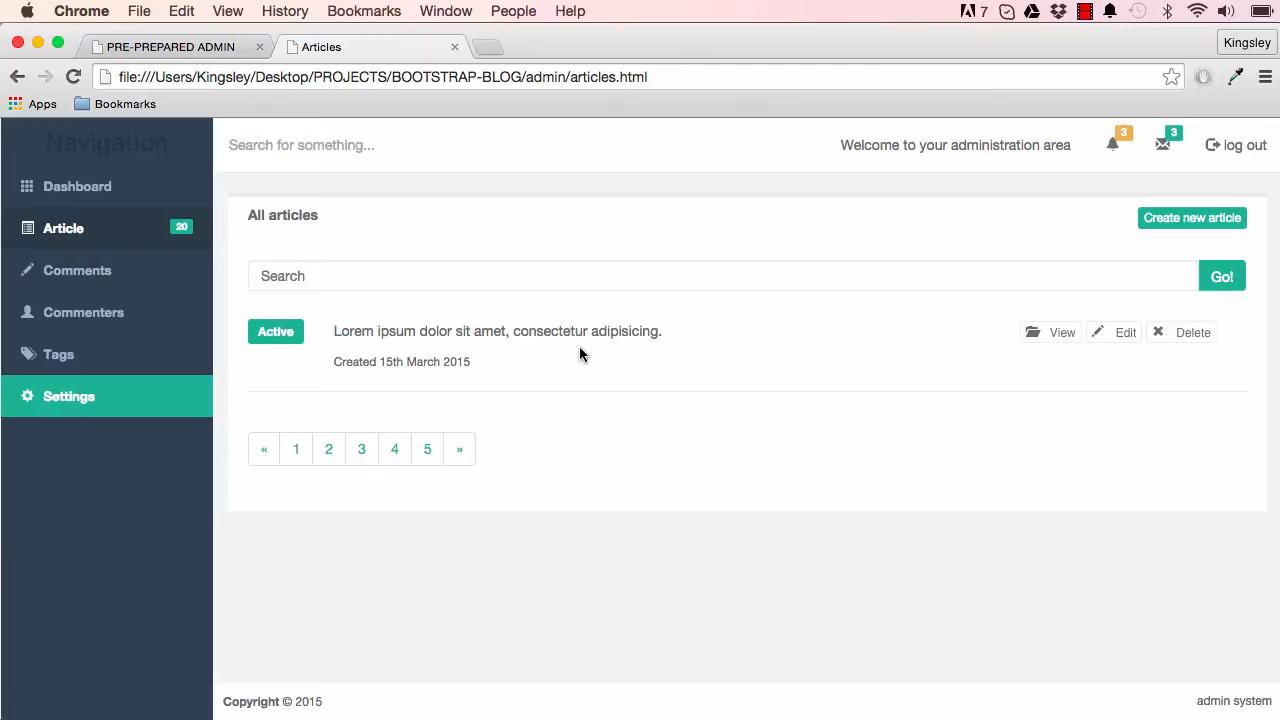 Chrome File Edit View History Bookmarks Window People Help 7
PRE-PREPARED ADMIN Articles Kingsley
file:///Users/Kingsley/Desktop/PROJECTS/BOOTSTRAP-BLOG/admin/articles.html
Apps Bookmarks
Navigation
Dashboard
Article 20
Comments
Commenters
Tags
Settings
Search for something... Welcome to your administration area 3 3 log out
All articles Create new article
Search Go!
Active Lorem ipsum dolor sit amet, consectetur adipisicing. View Edit Delete
Created 15th March 2015
« 1 2 3 4 5 »
Copyright © 2015 admin system